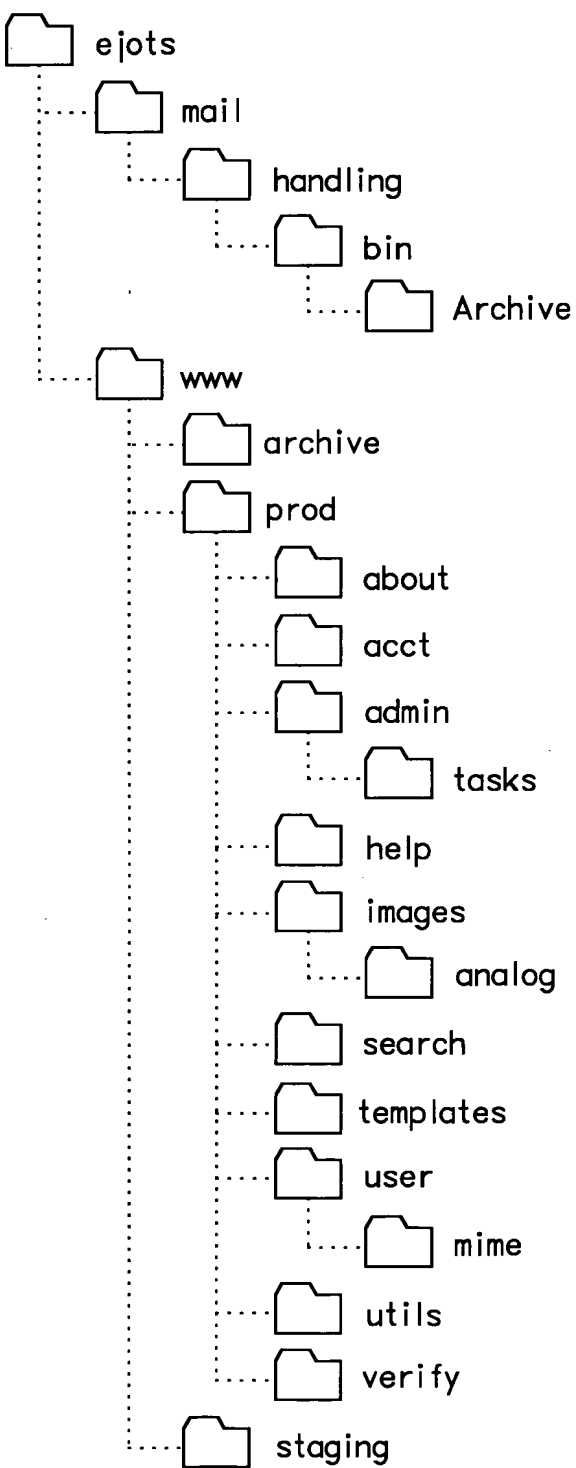 ejots
mail
handling
bin
Archive
www
archive
prod
about
acct
admin
tasks
help
images
analog
search
templates
user
mime
utils
verify
staging